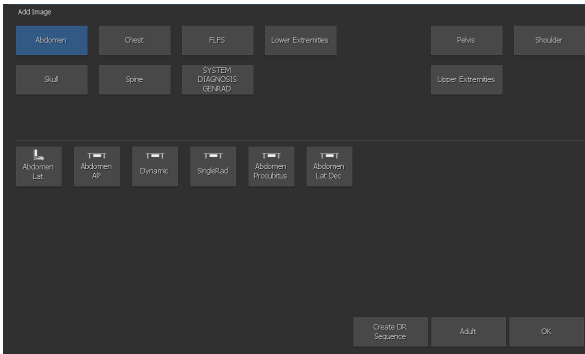 Add Image
Abdomen
Chest
FLFS
Lower Extremities
Pelvis
Shoulder
Skull
Spine
SYSTEM
DIAGNOSIS
GENRAD
Upper Extremities
Abdomen
Lat
Abdomen
AP
Dynamic
SingleRad
Abdomen
Procubitus
Abdomen
Lat Dec
Create DR
Sequence
Adult
OK